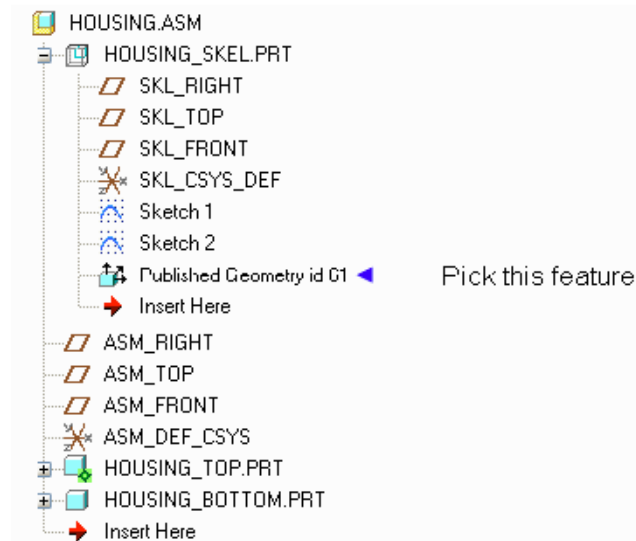 HOUSING.ASM
HOUSING_SKEL.PRT
SKL_RIGHT
SKL_TOP
SKL_FRONT
SKL_CSYS_DEF
Sketch 1
Sketch 2
Published Geometry id 61 Pick this feature
Insert Here
ASM_RIGHT
ASM_TOP
ASM_FRONT
ASM_DEF_CSYS
HOUSING_TOP.PRT
HOUSING_BOTTOM.PRT
Insert Here